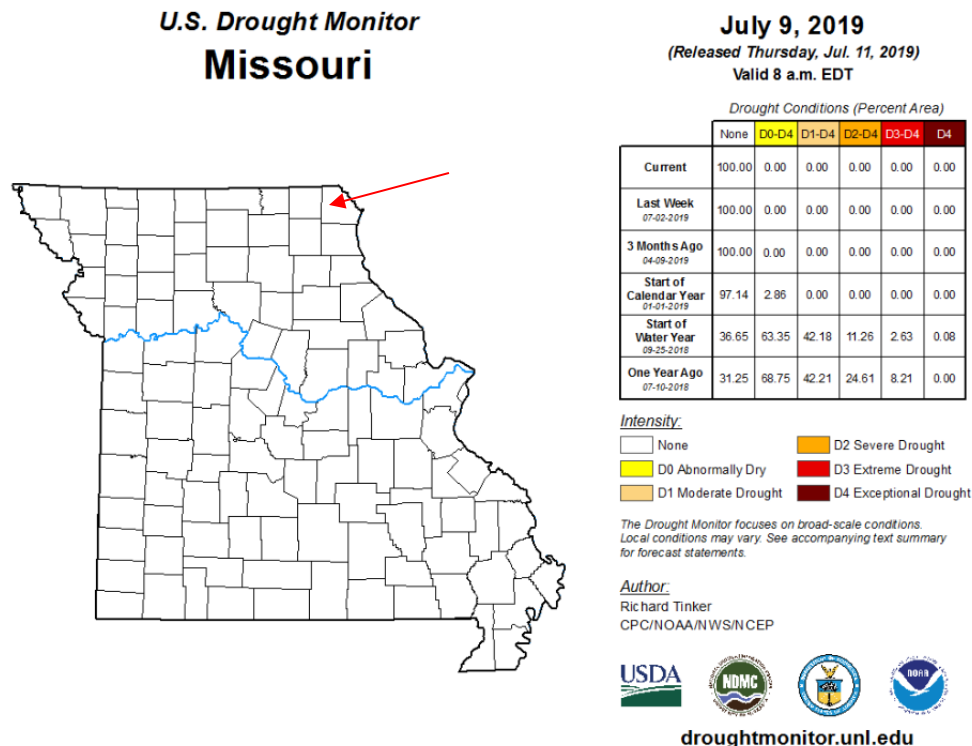 U.S. Drought Monitor
Missouri
July 9, 2019
(Released Thursday, Jul. 11, 2019)
Valid 8 a.m. EDT
Drought Conditions (Percent Area)
None D0-D4 D1-D4 D2-D4 D3-D4 D4
Current 100.00 0.00 0.00 0.00 0.00 0.00
Last Week
07-02-2019
100.00 0.00 0.00 0.00 0.00 0.00
3 Months Ago
04-09-2019
100.00 0.00 0.00 0.00 0.00 0.00
Start of
Calendar Year
01-01-2019
97.14 2.86 0.00 0.00 0.00 0.00
Start of
Water Year
09-25-2018
36.65 63.35 42.18 11.26 2.63 0.08
One Year Ago
07-10-2018
31.25 68.75 42.21 24.61 8.21 0.00
Intensity:
None
D0 Abnormally Dry
D1 Moderate Drought
D2 Severe Drought
D3 Extreme Drought
D4 Exceptional Drought
The Drought Monitor focuses on broad-scale conditions.
Local conditions may vary. See accompanying text summary
for forecast statements.
Author:
Richard Tinker
CPC/NOAA/NWS/NCEP
USDA
NDMC
NOAA
droughtmonitor.unl.edu